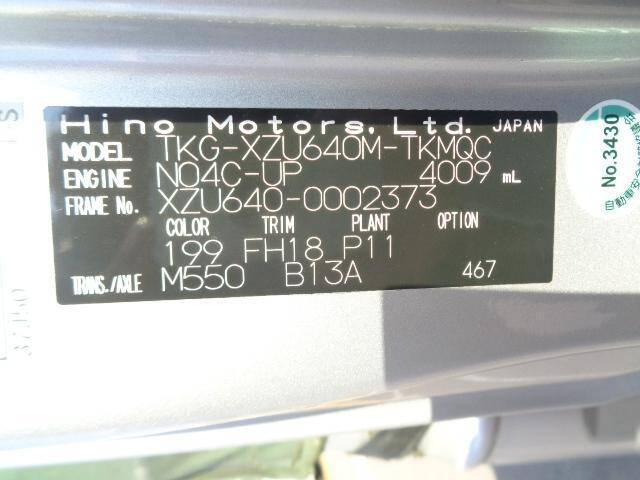 Hino Motors, Ltd. JAPAN
MODEL TKG-XZU640M-TKMQC
ENGINE N04C-UP 4009 mL
FRAME No. XZU640-0002373
COLOR TRIM PLANT OPTION
199 FH18 P11
TRANS./AXLE M550 B13A 467
No.3430
37J50